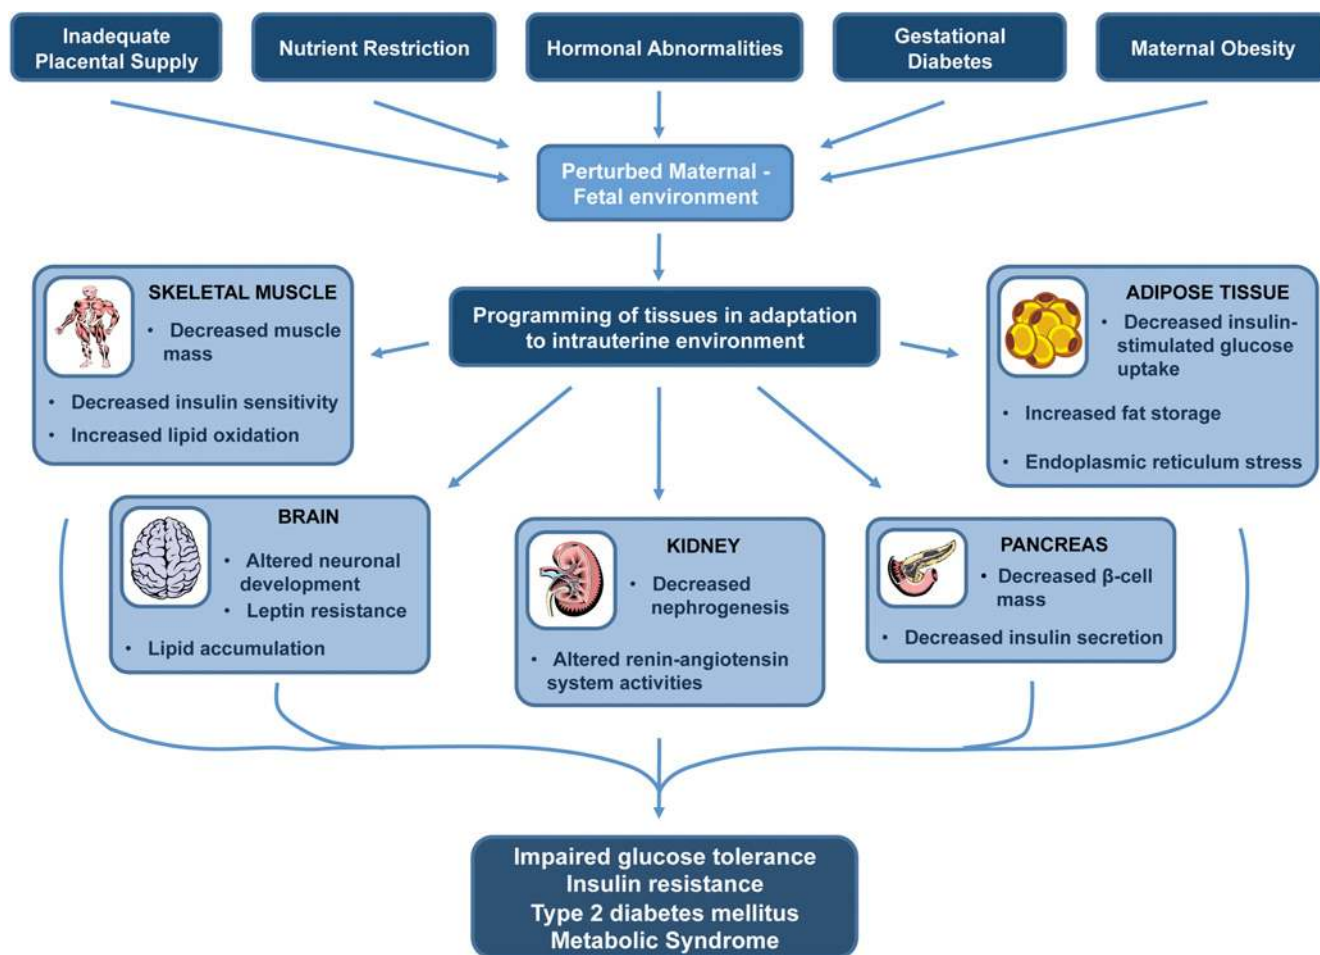 Inadequate
Placental Supply
Nutrient Restriction
Hormonal Abnormalities
Gestational
Diabetes
Maternal Obesity
Perturbed Maternal -
Fetal environment
Programming of tissues in adaptation
to intrauterine environment
SKELETAL MUSCLE
• Decreased muscle
mass
• Decreased insulin sensitivity
• Increased lipid oxidation
ADIPOSE TISSUE
• Decreased insulin-
stimulated glucose
uptake
• Increased fat storage
• Endoplasmic reticulum stress
BRAIN
• Altered neuronal
development
• Leptin resistance
• Lipid accumulation
KIDNEY
• Decreased
nephrogenesis
• Altered renin-angiotensin
system activities
PANCREAS
• Decreased β-cell
mass
• Decreased insulin secretion
Impaired glucose tolerance
Insulin resistance
Type 2 diabetes mellitus
Metabolic Syndrome